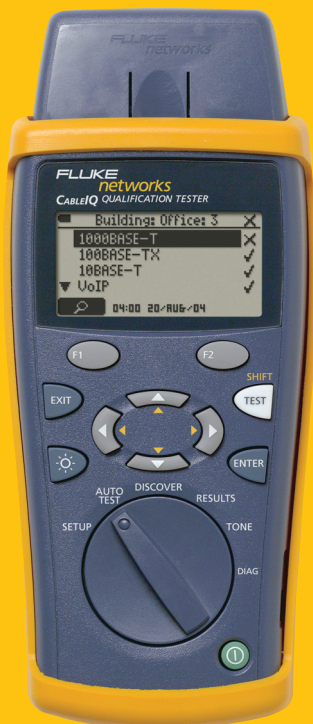 FLUKE
networks
FLUKE
networks
CABLEIQ QUALIFICATION TESTER
Building: Office: 3
1000BASE-T
100BASE-TX
10BASE-T
VoIP
04:00 20/AUG/04
F1
F2
SHIFT
EXIT
TEST
ENTER
AUTO TEST
DISCOVER
RESULTS
SETUP
TONE
DIAG